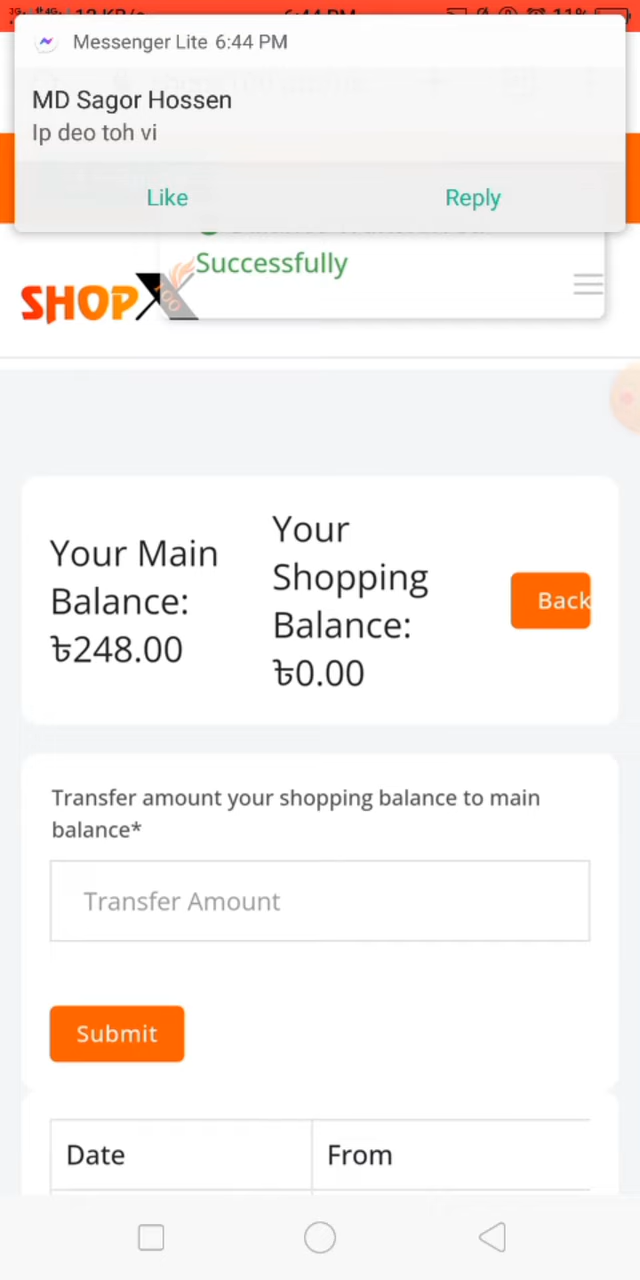 Messenger Lite 6:44 PM
MD Sagor Hossen
Ip deo toh vi
Like Reply
Successfully
SHOP X
100
Your Main
Balance:
৳248.00
Your
Shopping
Balance:
৳0.00
Back
Transfer amount your shopping balance to main
balance*
Transfer Amount
Submit
Date From